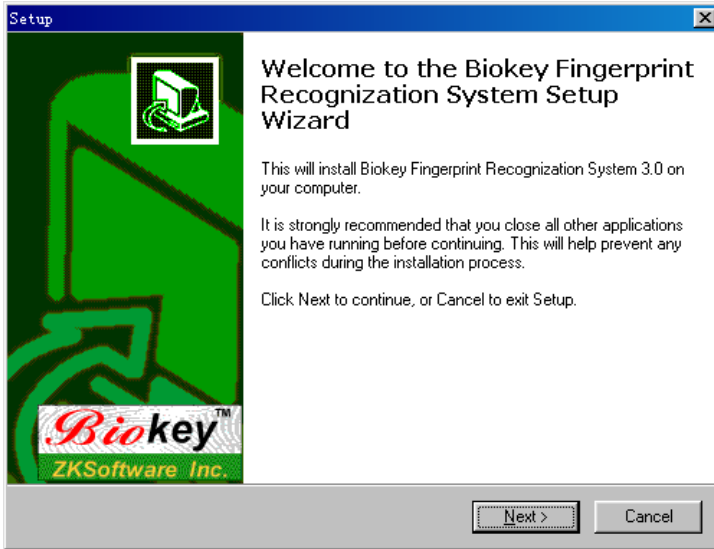 Setup
Welcome to the Biokey Fingerprint
Recognization System Setup
Wizard
This will install Biokey Fingerprint Recognization System 3.0 on
your computer.
It is strongly recommended that you close all other applications
you have running before continuing. This will help prevent any
conflicts during the installation process.
Click Next to continue, or Cancel to exit Setup.
Biokey™
ZKSoftware Inc.
Next >
Cancel